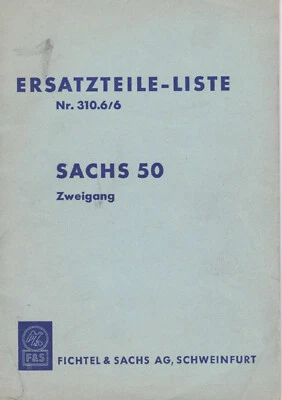 ERSATZTEILE-LISTE
Nr. 310.6/6
SACHS 50
Zweigang
F&S
FICHTEL & SACHS AG, SCHWEINFURT